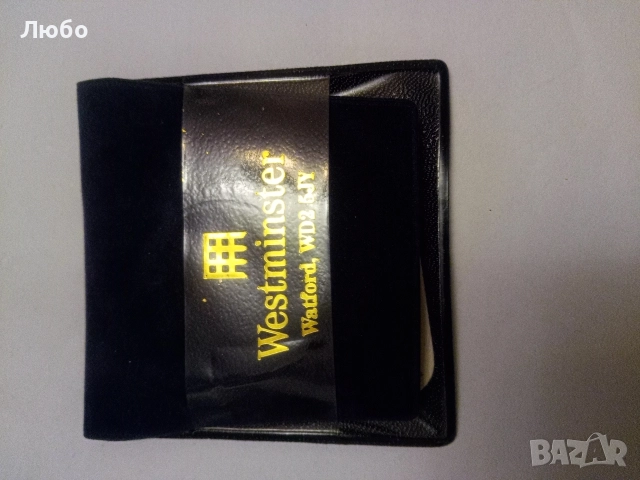 Любо
Westminster
Watford, WD2 5JY
BAZAR